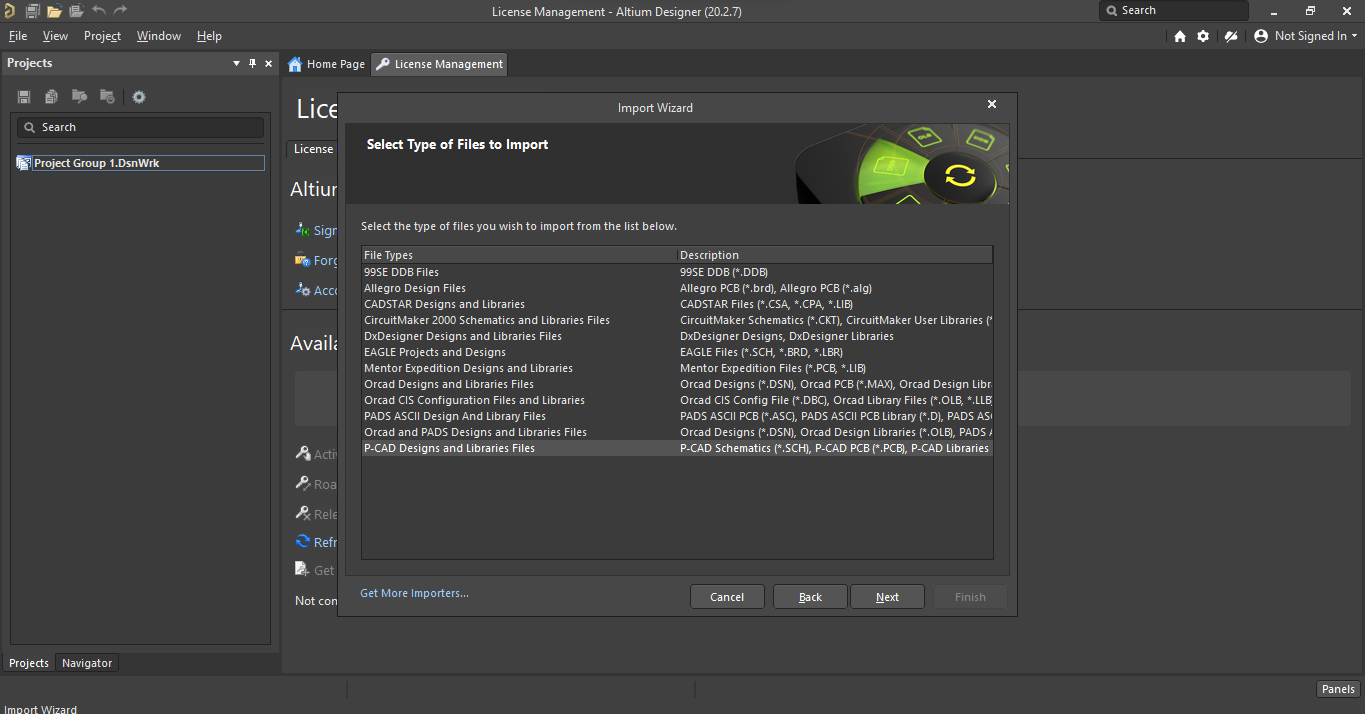 License Management - Altium Designer (20.2.7)
Search
File View Project Window Help
Not Signed In
Projects
Home Page
License Management
Search
Project Group 1.DsnWrk
Lice
License
Altiun
Sign
Forg
Acco
Availa
Activ
Roa
Rele
Refr
Get
Not con
Import Wizard
Select Type of Files to Import
Select the type of files you wish to import from the list below.
File Types Description
99SE DDB Files 99SE DDB (*.DDB)
Allegro Design Files Allegro PCB (*.brd), Allegro PCB (*.alg)
CADSTAR Designs and Libraries CADSTAR Files (*.CSA, *.CPA, *.LIB)
CircuitMaker 2000 Schematics and Libraries Files CircuitMaker Schematics (*.CKT), CircuitMaker User Libraries (*
DxDesigner Designs and Libraries Files DxDesigner Designs, DxDesigner Libraries
EAGLE Projects and Designs EAGLE Files (*.SCH, *.BRD, *.LBR)
Mentor Expedition Designs and Libraries Mentor Expedition Files (*.PCB, *.LIB)
Orcad Designs and Libraries Files Orcad Designs (*.DSN), Orcad PCB (*.MAX), Orcad Design Libr
Orcad CIS Configuration Files and Libraries Orcad CIS Config File (*.DBC), Orcad Library Files (*.OLB, *.LLB
PADS ASCII Design And Library Files PADS ASCII PCB (*.ASC), PADS ASCII PCB Library (*.D), PADS ASC
Orcad and PADS Designs and Libraries Files Orcad Designs (*.DSN), Orcad Design Libraries (*.OLB), PADS A
P-CAD Designs and Libraries Files P-CAD Schematics (*.SCH), P-CAD PCB (*.PCB), P-CAD Libraries
Get More Importers...
Cancel Back Next Finish
Projects Navigator
Panels
Import Wizard